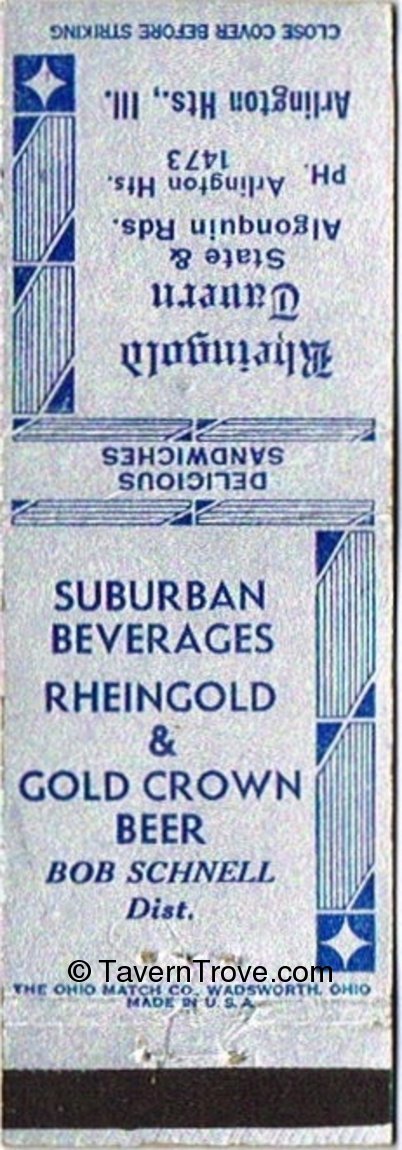 CLOSE COVER BEFORE STRIKING
Rheingold
Tavern
State &
Algonquin Rds.
PH. Arlington Hts.
1473
Arlington Hts., Ill.
DELICIOUS
SANDWICHES
SUBURBAN
BEVERAGES
RHEINGOLD
&
GOLD CROWN
BEER
BOB SCHNELL
Dist.
© TavernTrove.com
THE OHIO MATCH CO., WADSWORTH, OHIO
MADE IN U.S.A.